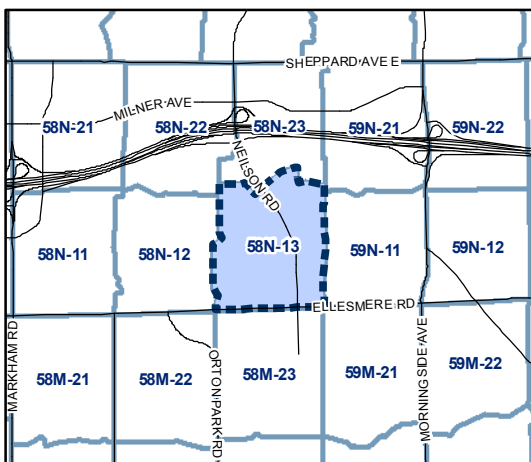 SHEPPARD AVE E
MILNER AVE
58N-21
58N-22
58N-23
59N-21
59N-22
NEILSON RD
58N-11
58N-12
58N-13
59N-11
59N-12
ELLESMERE RD
MARKHAM RD
ORTON PARK RD
MORNINGSIDE AVE
58M-21
58M-22
58M-23
59M-21
59M-22